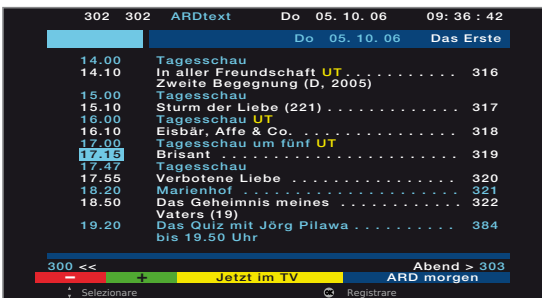 302 302 ARDtext Do 05. 10. 06 09: 36 : 42
Do 05. 10. 06 Das Erste
14.00 Tagesschau
14.10 In aller Freundschaft UT. . . . . . . . . . . 316
Zweite Begegnung (D, 2005)
15.00 Tagesschau
15.10 Sturm der Liebe (221) . . . . . . . . . . . . . 317
16.00 Tagesschau UT
16.10 Eisbär, Affe & Co. . . . . . . . . . . . . . . . 318
17.00 Tagesschau um fünf UT
17.15 Brisant . . . . . . . . . . . . . . . . . . . . . . . 319
17.47 Tagesschau
17.55 Verbotene Liebe . . . . . . . . . . . . . . . . . 320
18.20 Marienhof . . . . . . . . . . . . . . . . . . . . . 321
18.50 Das Geheimnis meines . . . . . . . . . . . . 322
Vaters (19)
19.20 Das Quiz mit Jörg Pilawa . . . . . . . . . . 384
bis 19.50 Uhr
300 << Abend > 303
− + Jetzt im TV ARD morgen
Selezionare Registrare